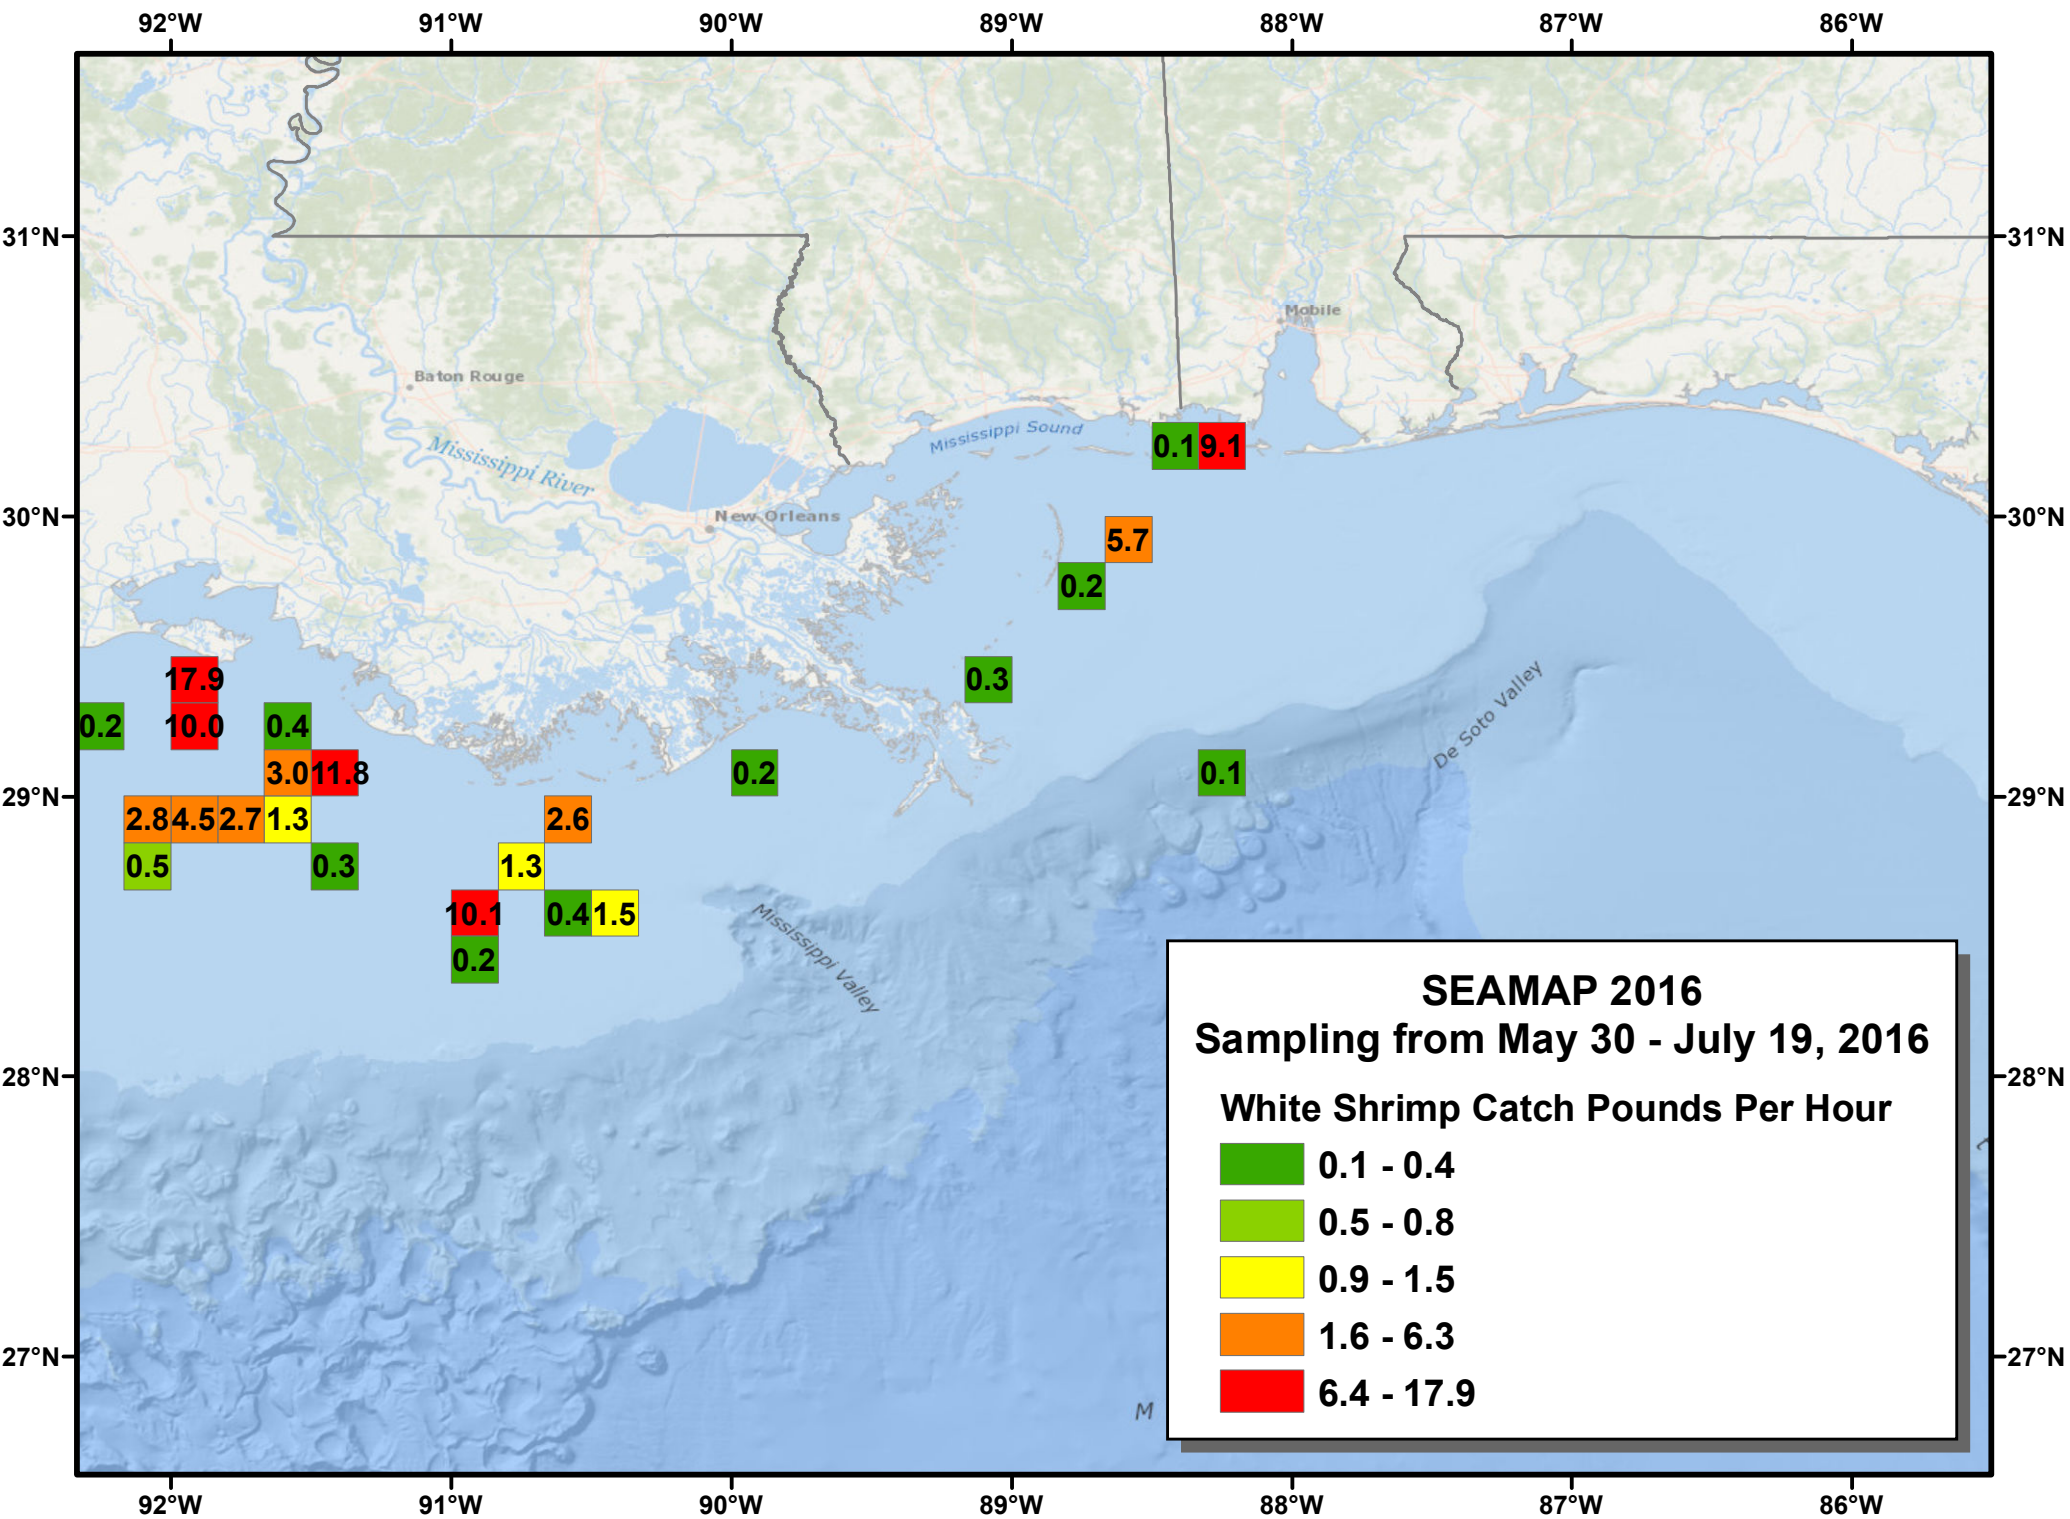 92°W 91°W 90°W 89°W 88°W 87°W 86°W
31°N 31°N
Mobile
Baton Rouge
Mississippi Sound
0.1 9.1
Mississippi River
New Orleans
30°N 30°N
5.7
0.2
17.9
0.3
De Soto Valley
0.2 10.0 0.4
3.0 11.8 0.2 0.1
29°N 29°N
2.8 4.5 2.7 1.3 2.6
0.5 0.3 1.3
10.1 0.4 1.5
Mississippi Valley
0.2
SEAMAP 2016
Sampling from May 30 - July 19, 2016
28°N 28°N
White Shrimp Catch Pounds Per Hour
0.1 - 0.4
0.5 - 0.8
0.9 - 1.5
1.6 - 6.3
27°N 27°N
6.4 - 17.9
M
92°W 91°W 90°W 89°W 88°W 87°W 86°W